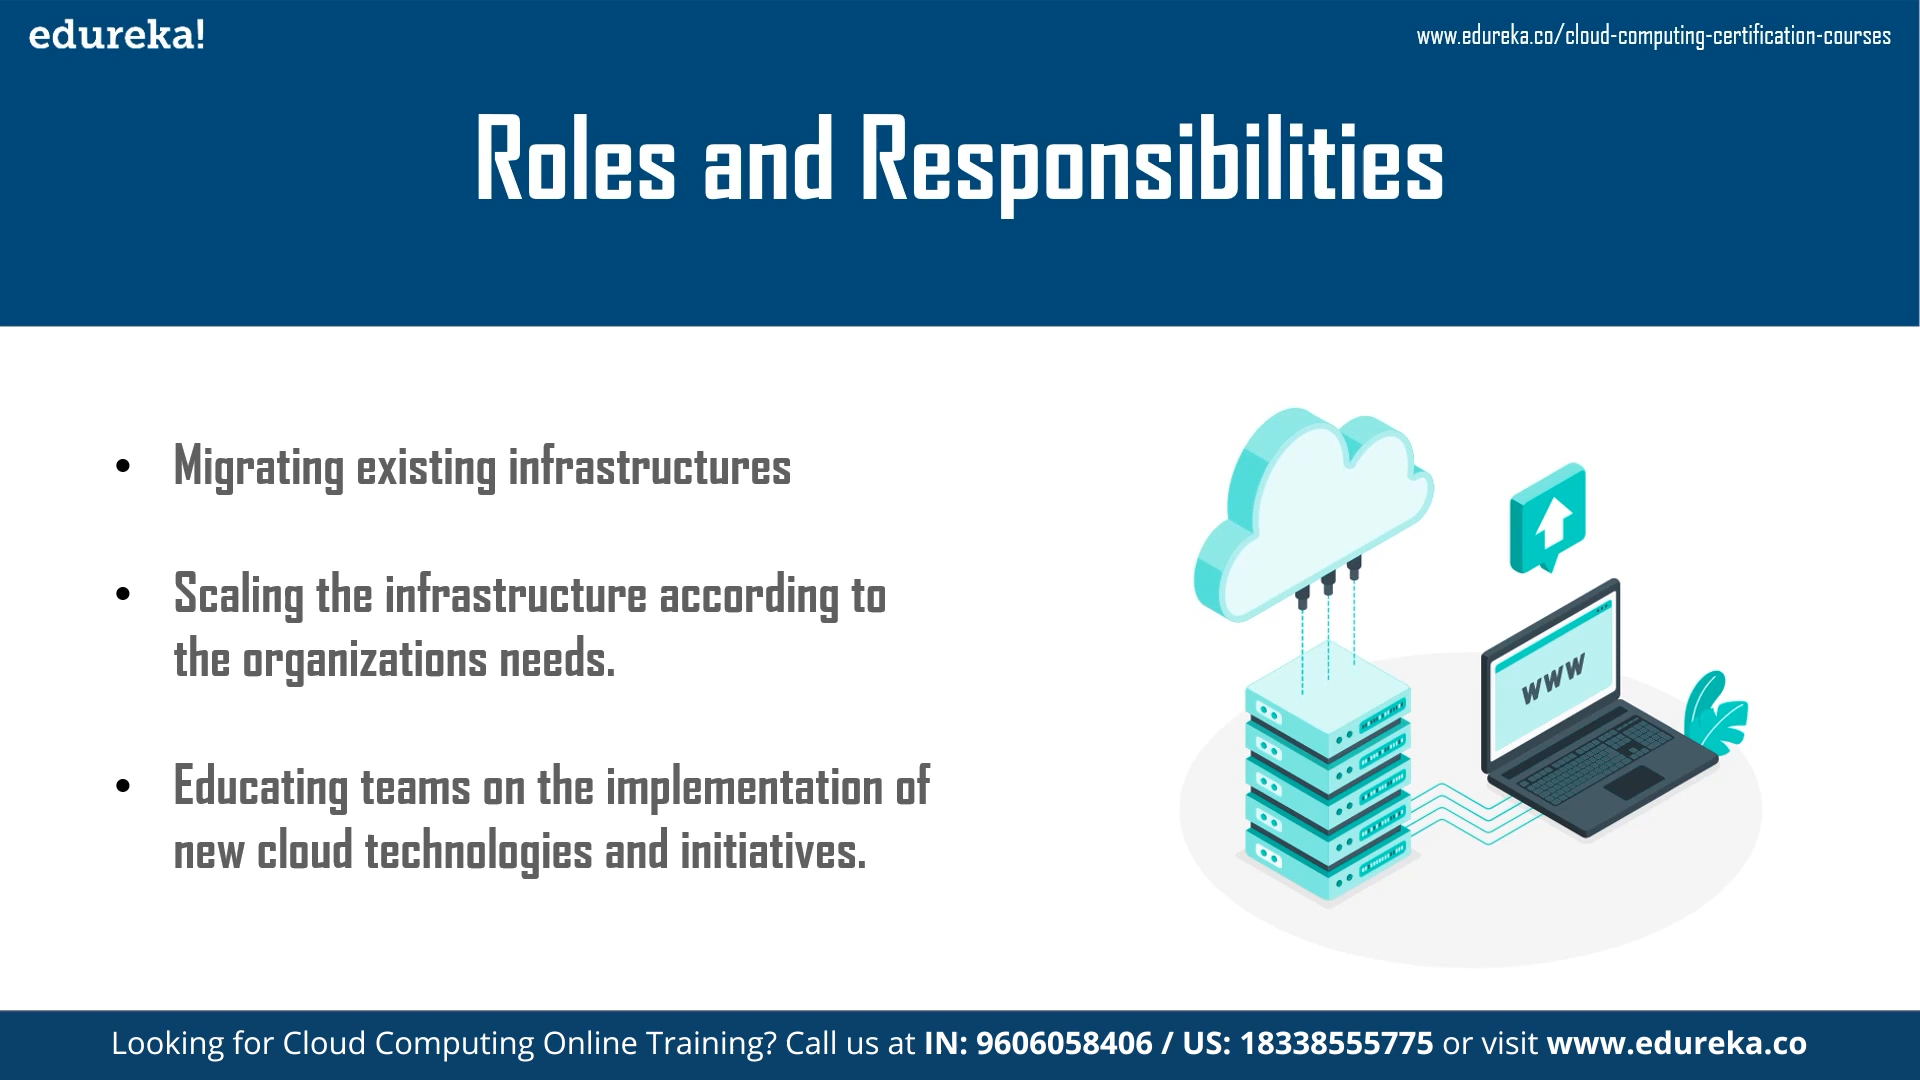 edureka!
www.edureka.co/cloud-computing-certification-courses
Roles and Responsibilities
• Migrating existing infrastructures
• Scaling the infrastructure according to
the organizations needs.
• Educating teams on the implementation of
new cloud technologies and initiatives.
www
Looking for Cloud Computing Online Training? Call us at IN: 9606058406 / US: 18338555775 or visit www.edureka.co